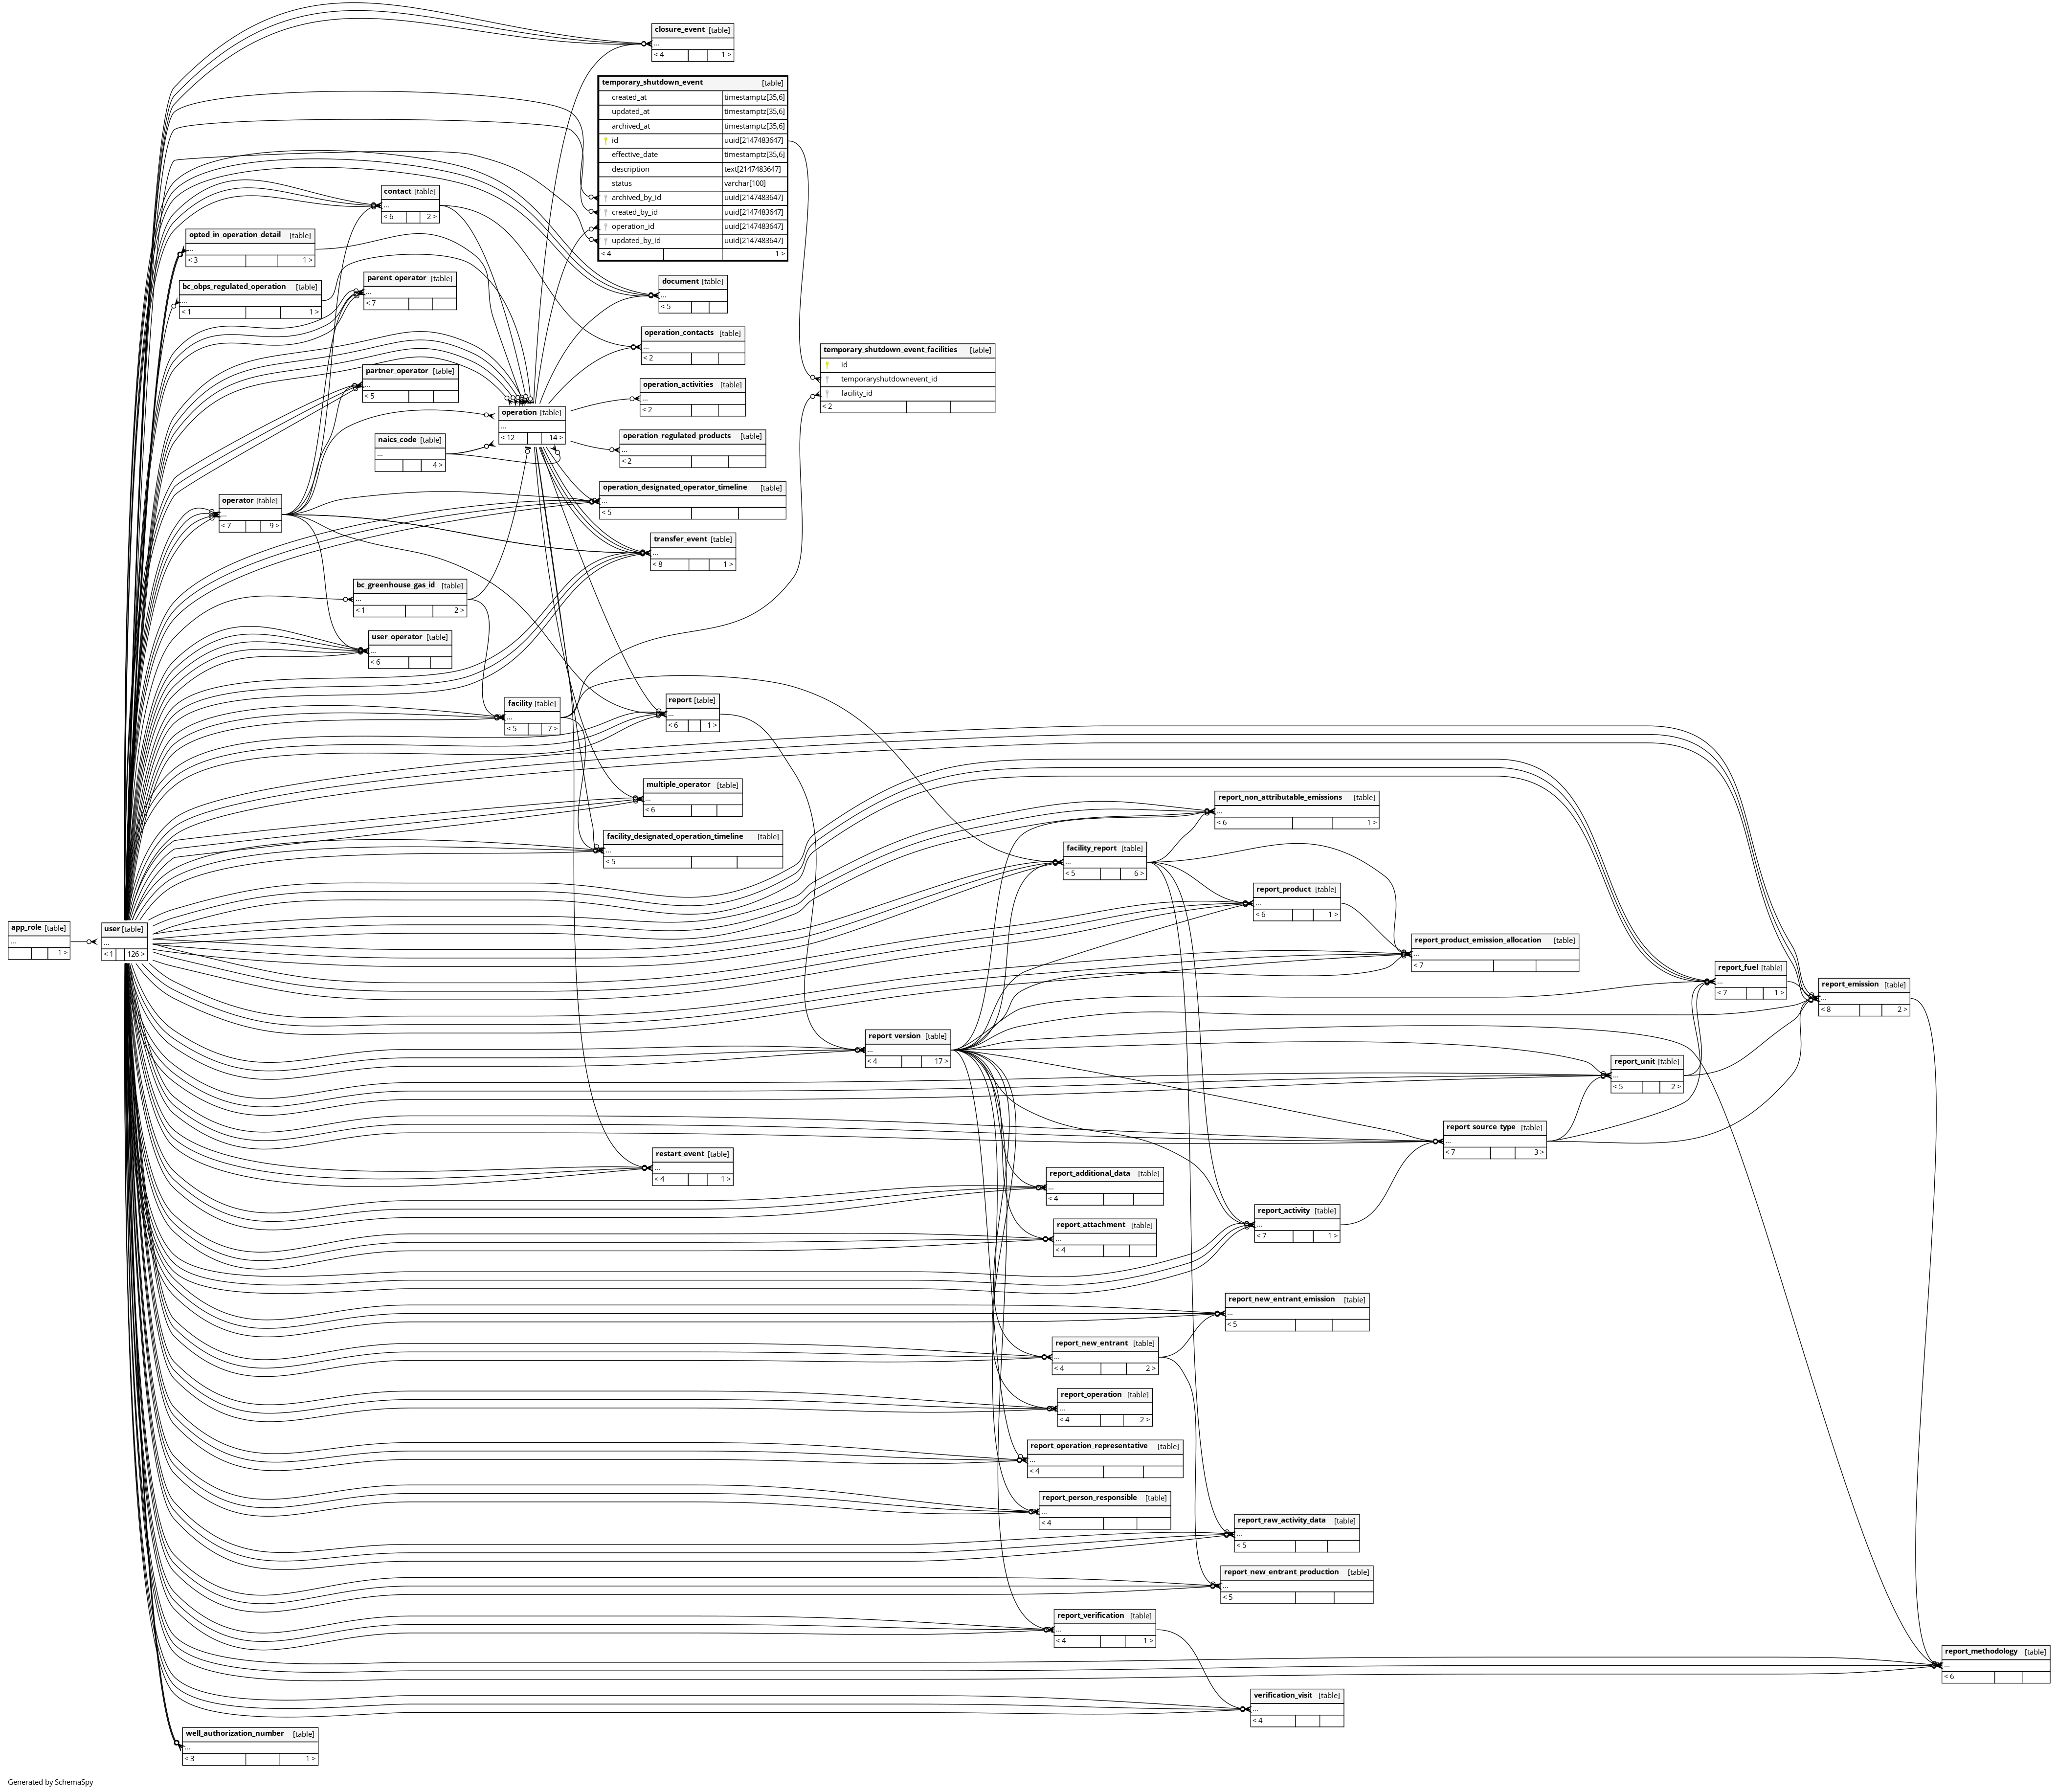 closure_event [table]
...
< 4 1 >
temporary_shutdown_event [table]
created_at timestamptz[35,6]
updated_at timestamptz[35,6]
archived_at timestamptz[35,6]
id uuid[2147483647]
effective_date timestamptz[35,6]
description text[2147483647]
status varchar[100]
archived_by_id uuid[2147483647]
created_by_id uuid[2147483647]
operation_id uuid[2147483647]
updated_by_id uuid[2147483647]
< 4 1 >
contact [table]
...
< 6 2 >
opted_in_operation_detail [table]
...
< 3 1 >
parent_operator [table]
...
< 7
bc_obps_regulated_operation [table]
...
< 1 1 >
document [table]
...
< 5
operation_contacts [table]
...
< 2
temporary_shutdown_event_facilities [table]
id
temporaryshutdownevent_id
facility_id
< 2
partner_operator [table]
...
< 5
operation_activities [table]
...
< 2
operation [table]
...
< 12 14 >
naics_code [table]
...
4 >
operation_regulated_products [table]
...
< 2
operation_designated_operator_timeline [table]
...
< 5
operator [table]
...
< 7 9 >
transfer_event [table]
...
< 8 1 >
bc_greenhouse_gas_id [table]
...
< 1 2 >
user_operator [table]
...
< 6
facility [table]
...
< 5 7 >
report [table]
...
< 6 1 >
multiple_operator [table]
...
< 6
report_non_attributable_emissions [table]
...
< 6 1 >
facility_designated_operation_timeline [table]
...
< 5
facility_report [table]
...
< 5 6 >
report_product [table]
...
< 6 1 >
app_role [table]
...
1 >
user [table]
...
< 1 126 >
report_product_emission_allocation [table]
...
< 7
report_fuel [table]
...
< 7 1 >
report_emission [table]
...
< 8 2 >
report_version [table]
...
< 4 17 >
report_unit [table]
...
< 5 2 >
report_source_type [table]
...
< 7 3 >
restart_event [table]
...
< 4 1 >
report_additional_data [table]
...
< 4
report_activity [table]
...
< 7 1 >
report_attachment [table]
...
< 4
report_new_entrant_emission [table]
...
< 5
report_new_entrant [table]
...
< 4 2 >
report_operation [table]
...
< 4 2 >
report_operation_representative [table]
...
< 4
report_person_responsible [table]
...
< 4
report_raw_activity_data [table]
...
< 5
report_new_entrant_production [table]
...
< 5
report_verification [table]
...
< 4 1 >
report_methodology [table]
...
< 6
verification_visit [table]
...
< 4
well_authorization_number [table]
...
< 3 1 >
Generated by SchemaSpy